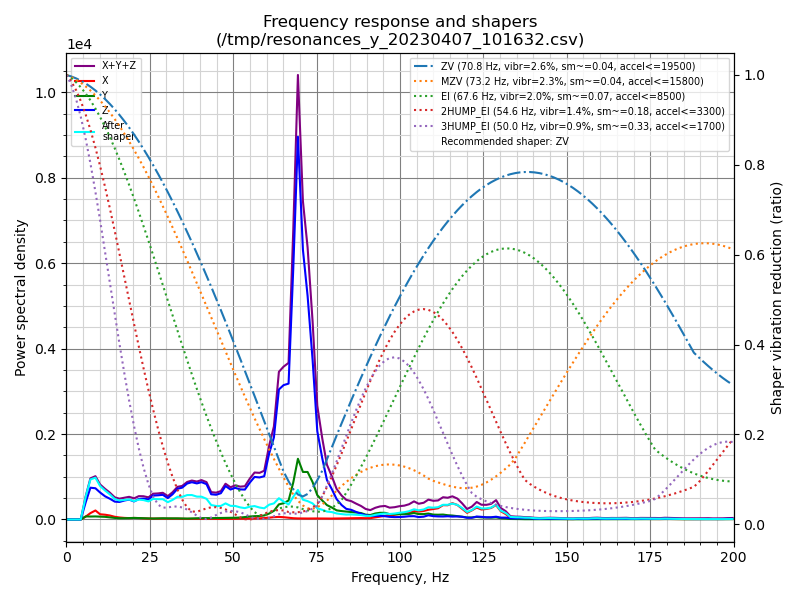 Frequency response and shapers
(/tmp/resonances_y_20230407_101632.csv)
1e4
X+Y+Z
X
Y
Z
After
shaper
ZV (70.8 Hz, vibr=2.6%, sm~=0.04, accel<=19500)
MZV (73.2 Hz, vibr=2.3%, sm~=0.04, accel<=15800)
EI (67.6 Hz, vibr=2.0%, sm~=0.07, accel<=8500)
2HUMP_EI (54.6 Hz, vibr=1.4%, sm~=0.18, accel<=3300)
3HUMP_EI (50.0 Hz, vibr=0.9%, sm~=0.33, accel<=1700)
Recommended shaper: ZV
Power spectral density
1.0
0.8
0.6
0.4
0.2
0.0
1.0
0.8
0.6
0.4
0.2
0.0
Shaper vibration reduction (ratio)
0 25 50 75 100 125 150 175 200
Frequency, Hz